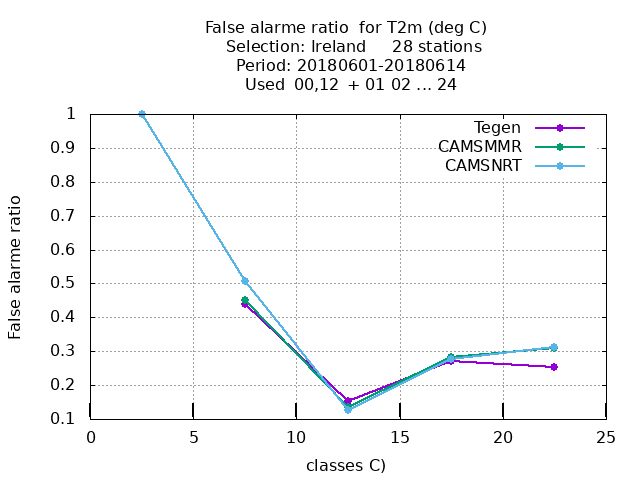 False alarme ratio  for T2m (deg C)
Selection: Ireland     28 stations
Period: 20180601-20180614
Used  00,12  + 01 02 ... 24
Tegen
CAMSMMR
CAMSNRT
False alarme ratio
1
0.9
0.8
0.7
0.6
0.5
0.4
0.3
0.2
0.1
0 5 10 15 20 25
classes C)